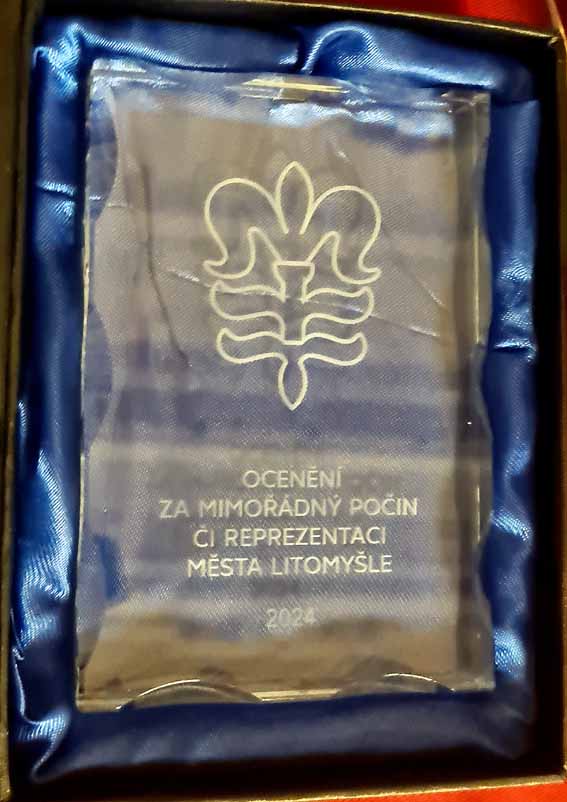 OCENĚNÍ
ZA MIMOŘÁDNÝ POČIN
ČI REPREZENTACI
MĚSTA LITOMYŠLE
2024